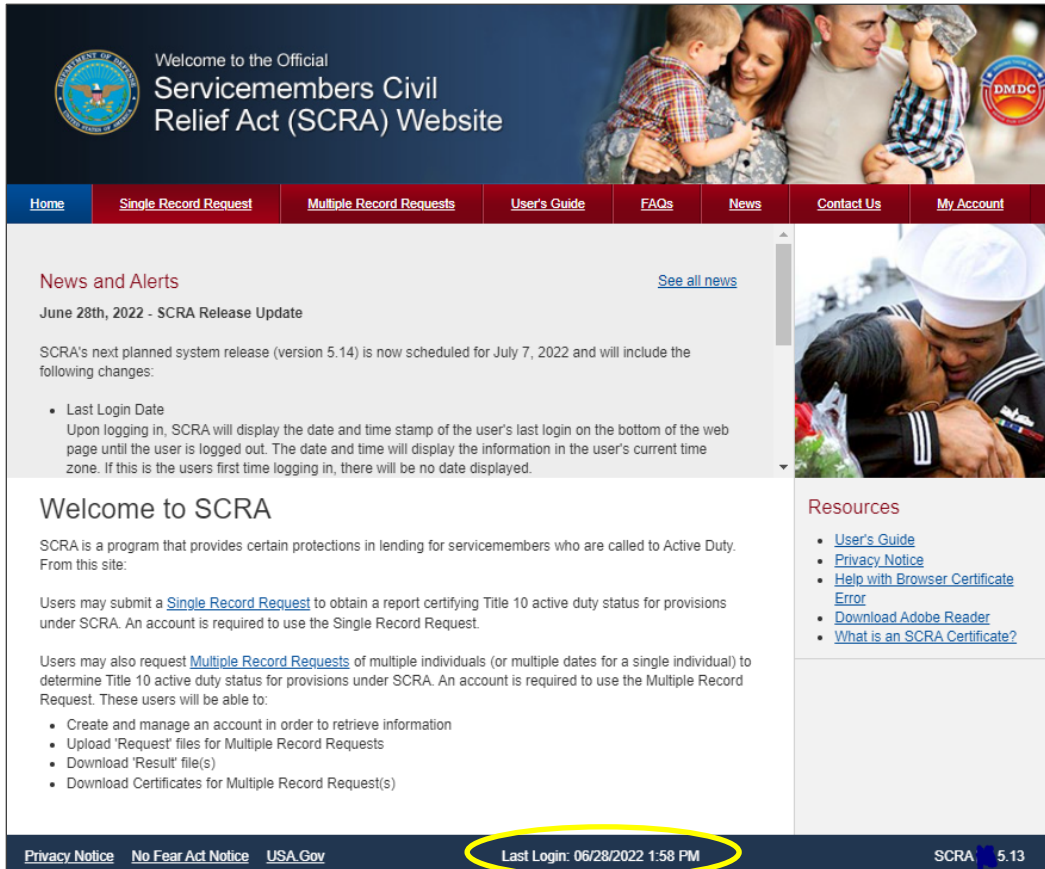 Welcome to the Official
Servicemembers Civil
Relief Act (SCRA) Website
DEPARTMENT OF DEFENSE
UNITED STATES OF AMERICA
DMDC
Home Single Record Request Multiple Record Requests User's Guide FAQs News Contact Us My Account
News and Alerts See all news
June 28th, 2022 - SCRA Release Update
SCRA's next planned system release (version 5.14) is now scheduled for July 7, 2022 and will include the
following changes:
• Last Login Date
Upon logging in, SCRA will display the date and time stamp of the user's last login on the bottom of the web
page until the user is logged out. The date and time will display the information in the user's current time
zone. If this is the users first time logging in, there will be no date displayed.
Welcome to SCRA
SCRA is a program that provides certain protections in lending for servicemembers who are called to Active Duty.
From this site:
Users may submit a Single Record Request to obtain a report certifying Title 10 active duty status for provisions
under SCRA. An account is required to use the Single Record Request.
Users may also request Multiple Record Requests of multiple individuals (or multiple dates for a single individual) to
determine Title 10 active duty status for provisions under SCRA. An account is required to use the Multiple Record
Request. These users will be able to:
• Create and manage an account in order to retrieve information
• Upload 'Request' files for Multiple Record Requests
• Download 'Result' file(s)
• Download Certificates for Multiple Record Request(s)
Resources
• User's Guide
• Privacy Notice
• Help with Browser Certificate
Error
• Download Adobe Reader
• What is an SCRA Certificate?
Privacy Notice No Fear Act Notice USA.Gov Last Login: 06/28/2022 1:58 PM SCRA 5.13